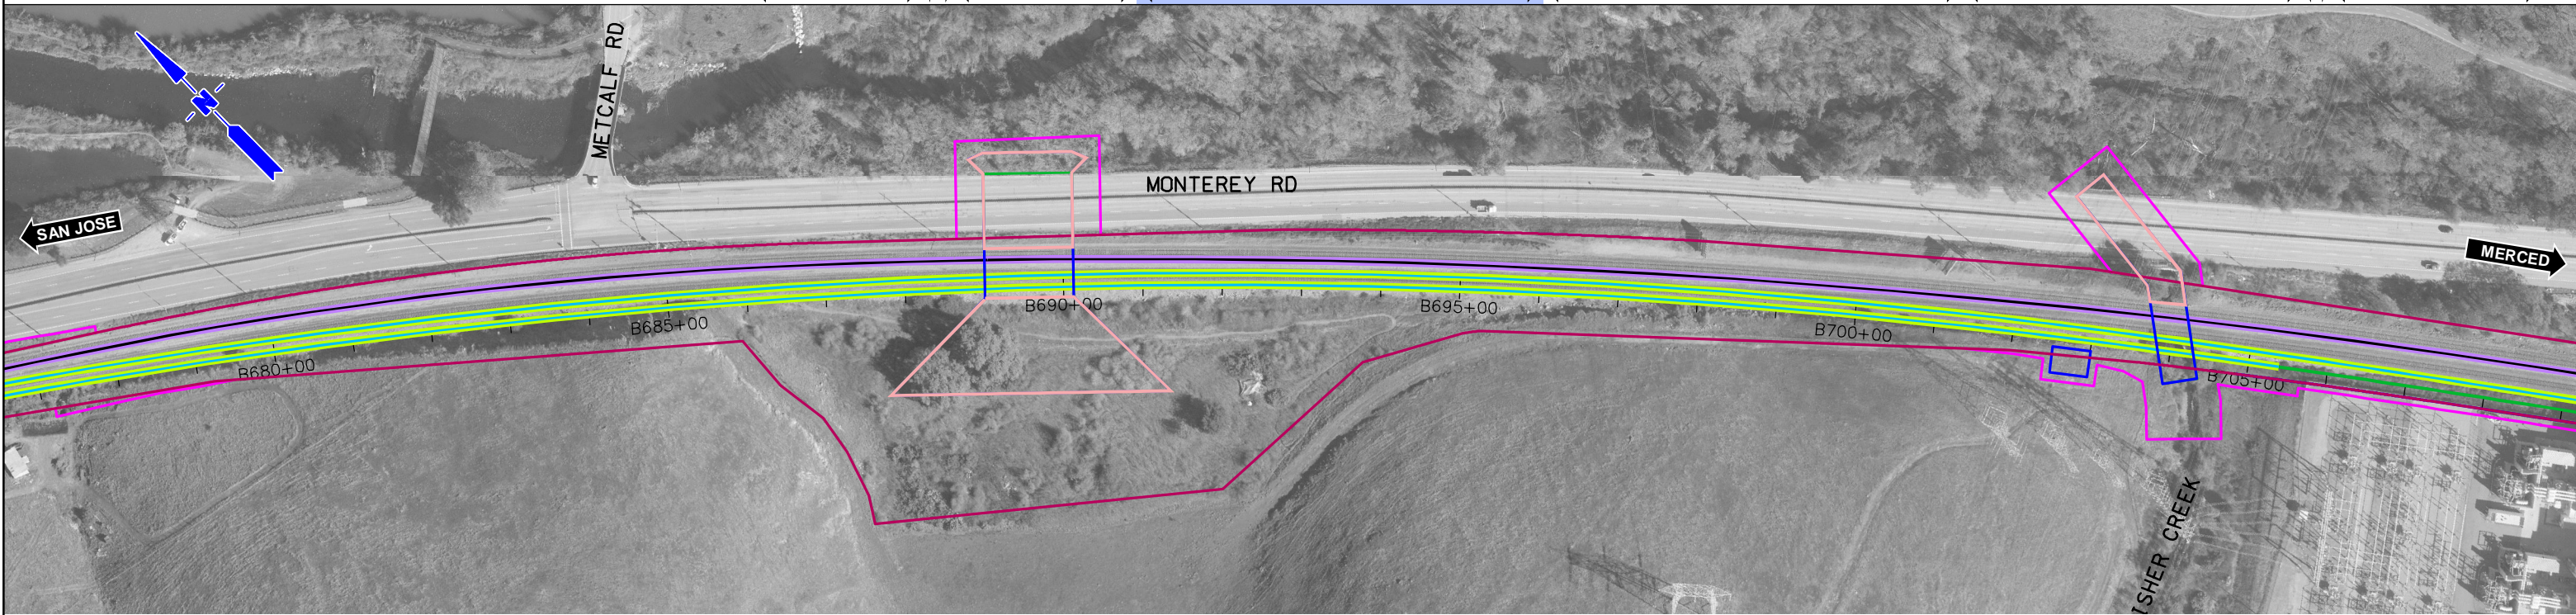 METCALF RD
N
MONTEREY RD
SAN JOSE
MERCED
B680+00
B685+00
B690+00
B695+00
B700+00
B705+00
ISHER CREEK